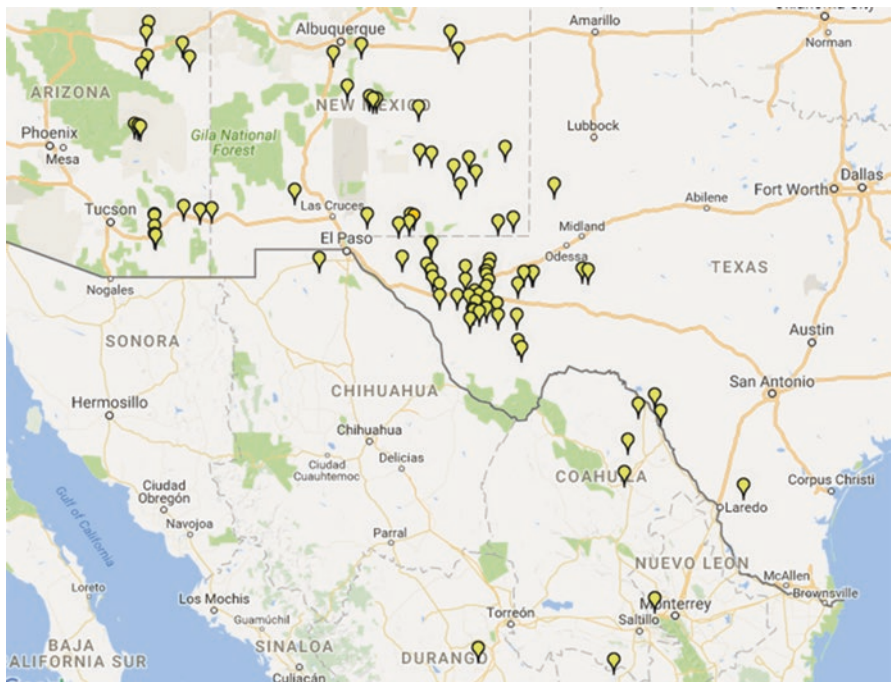 Oklahoma City
Albuquerque
Amarillo
Norman
ARIZONA
NEW MEXICO
Phoenix
Mesa
Gila National
Forest
Lubbock
Dallas
Fort Worth
Abilene
Tucson
Las Cruces
Midland
Odessa
El Paso
TEXAS
Nogales
Austin
SONORA
San Antonio
CHIHUAHUA
Hermosillo
Chihuahua
Ciudad
Cuauhtemoc
Delicias
COAHUILA
Ciudad
Obregón
Corpus Christi
Gulf of California
Laredo
Navojoa
Parral
NUEVO LEON
McAllen
Brownsville
Loreto
Los Mochis
Monterrey
Torreón
Saltillo
Guamúchil
BAJA
CALIFORNIA SUR
SINALOA
DURANGO
Culiacán